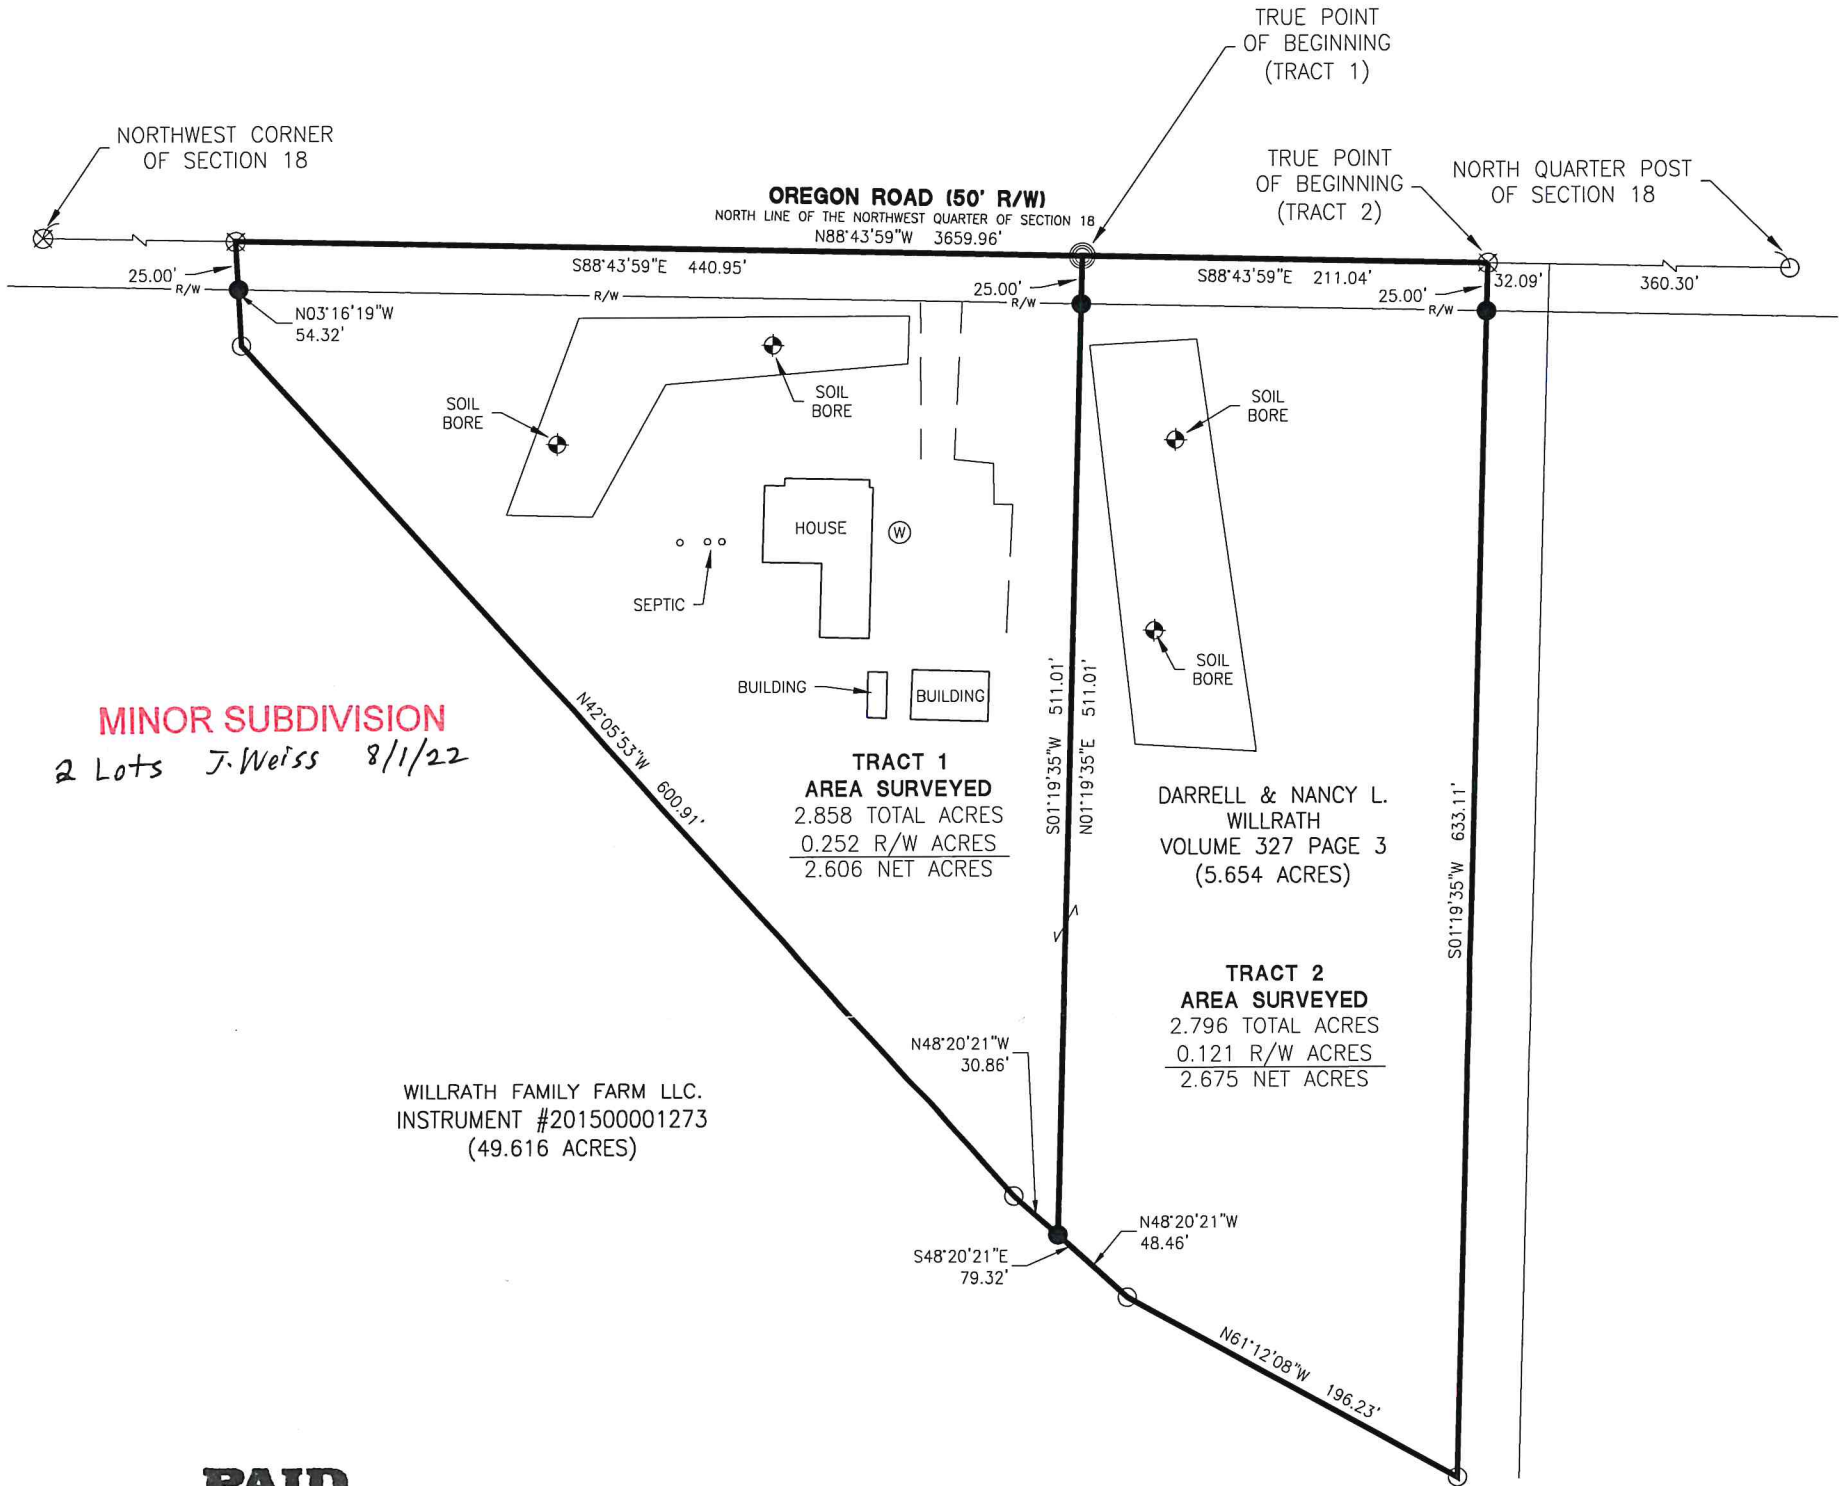 TRUE POINT
OF BEGINNING
(TRACT 1)
NORTHWEST CORNER
OF SECTION 18
TRUE POINT
OF BEGINNING
(TRACT 2)
NORTH QUARTER POST
OF SECTION 18
OREGON ROAD (50' R/W)
NORTH LINE OF THE NORTHWEST QUARTER OF SECTION 18
N88°43'59"W 3659.96'
S88°43'59"E 440.95'
S88°43'59"E 211.04'
32.09'
360.30'
25.00'
R/W
R/W
25.00'
R/W
25.00'
R/W
N03°16'19"W
54.32'
SOIL
BORE
SOIL
BORE
SOIL
BORE
HOUSE
W
SEPTIC
SOIL
BORE
BUILDING
BUILDING
MINOR SUBDIVISION
2 Lots J. Weiss 8/1/22
N42°05'53"W 600.91'
S01°19'35"W 511.01'
N01°19'35"E 511.01'
TRACT 1
AREA SURVEYED
2.858 TOTAL ACRES
0.252 R/W ACRES
2.606 NET ACRES
DARRELL & NANCY L.
WILLRATH
VOLUME 327 PAGE 3
(5.654 ACRES)
S01°19'35"W 633.11'
TRACT 2
AREA SURVEYED
2.796 TOTAL ACRES
0.121 R/W ACRES
2.675 NET ACRES
N48°20'21"W
30.86'
WILLRATH FAMILY FARM LLC.
INSTRUMENT #201500001273
(49.616 ACRES)
N48°20'21"W
48.46'
S48°20'21"E
79.32'
N61°12'08"W 196.23'
PAID